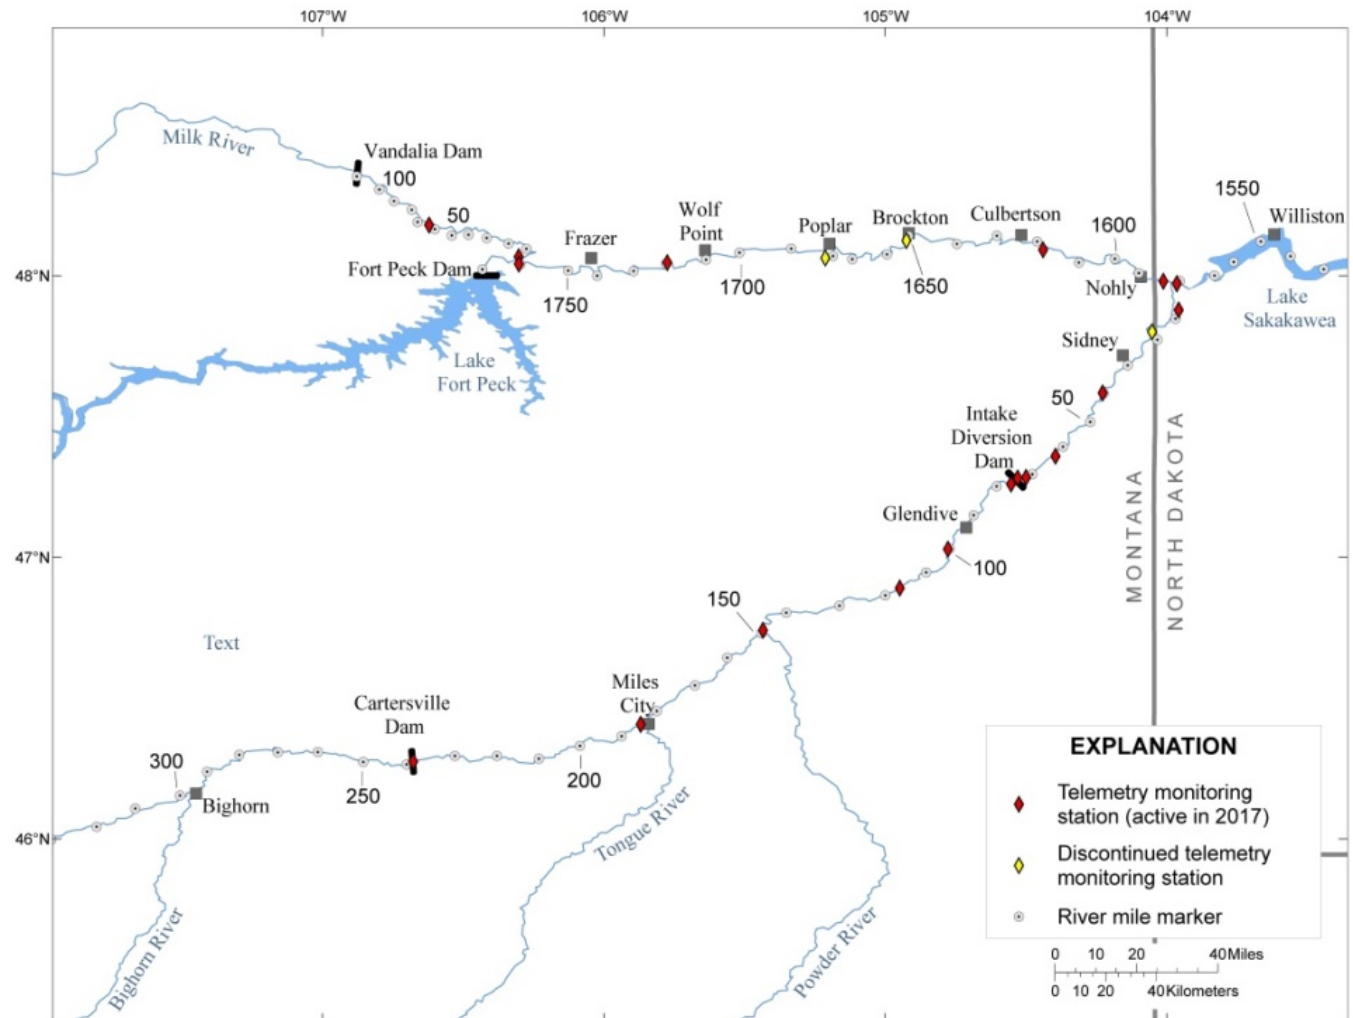 107°W
106°W
105°W
104°W
Milk River
Vandalia Dam
100
50
Fort Peck Dam
Frazer
Wolf
Point
Poplar
Brockton
Culbertson
1600
1550
Williston
48°N
1750
1700
1650
Nohly
Lake
Sakakawea
Lake
Fort Peck
Sidney
50
Intake
Diversion
Dam
Glendive
47°N
100
MONTANA
NORTH DAKOTA
150
Text
Miles
City
Cartersville
Dam
300
Bighorn
250
200
46°N
Tongue River
Bighorn River
Powder River
EXPLANATION
Telemetry monitoring
station (active in 2017)
Discontinued telemetry
monitoring station
River mile marker
0 10 20 40 Miles
0 10 20 40 Kilometers